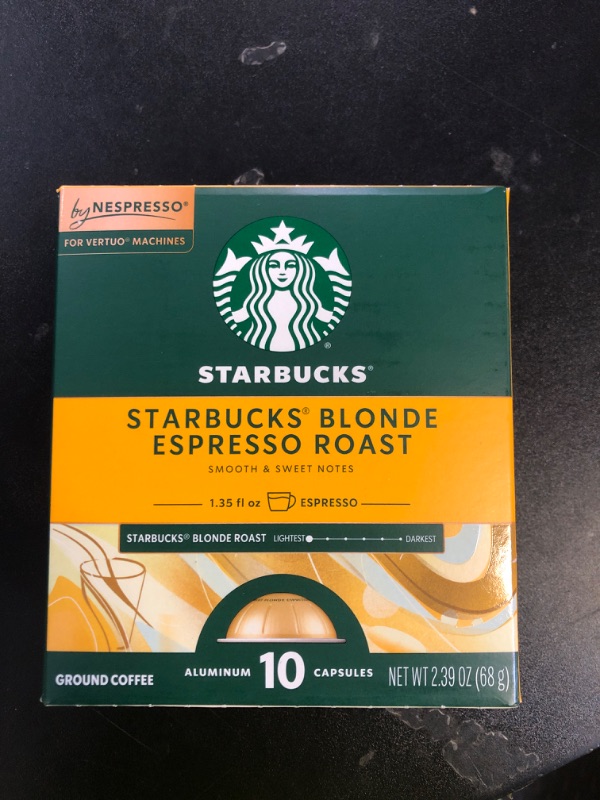 by NESPRESSO®
FOR VERTUO® MACHINES
®
STARBUCKS®
STARBUCKS® BLONDE
ESPRESSO ROAST
SMOOTH & SWEET NOTES
1.35 fl oz ESPRESSO
STARBUCKS® BLONDE ROAST LIGHTEST DARKEST
GROUND COFFEE
ALUMINUM 10 CAPSULES
NET WT 2.39 OZ (68 g)